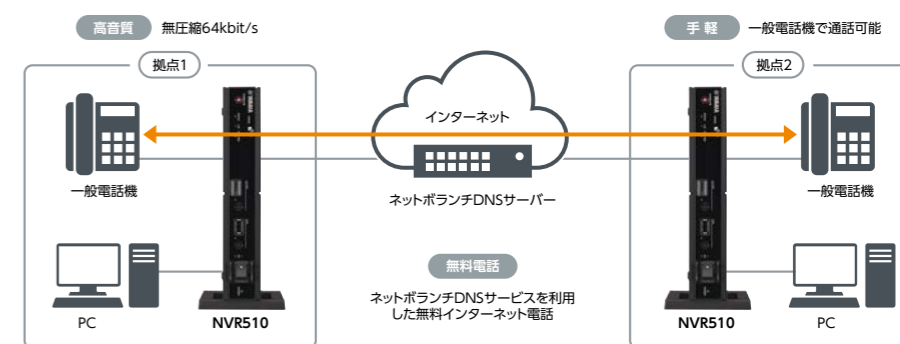 高音質 無圧縮64kbit/s
手 軽 一般電話機で通話可能
拠点1
拠点2
インターネット
一般電話機
一般電話機
ネットボランチDNSサーバー
無料電話
ネットボランチDNSサービスを利用
した無料インターネット電話
PC
NVR510
NVR510
PC